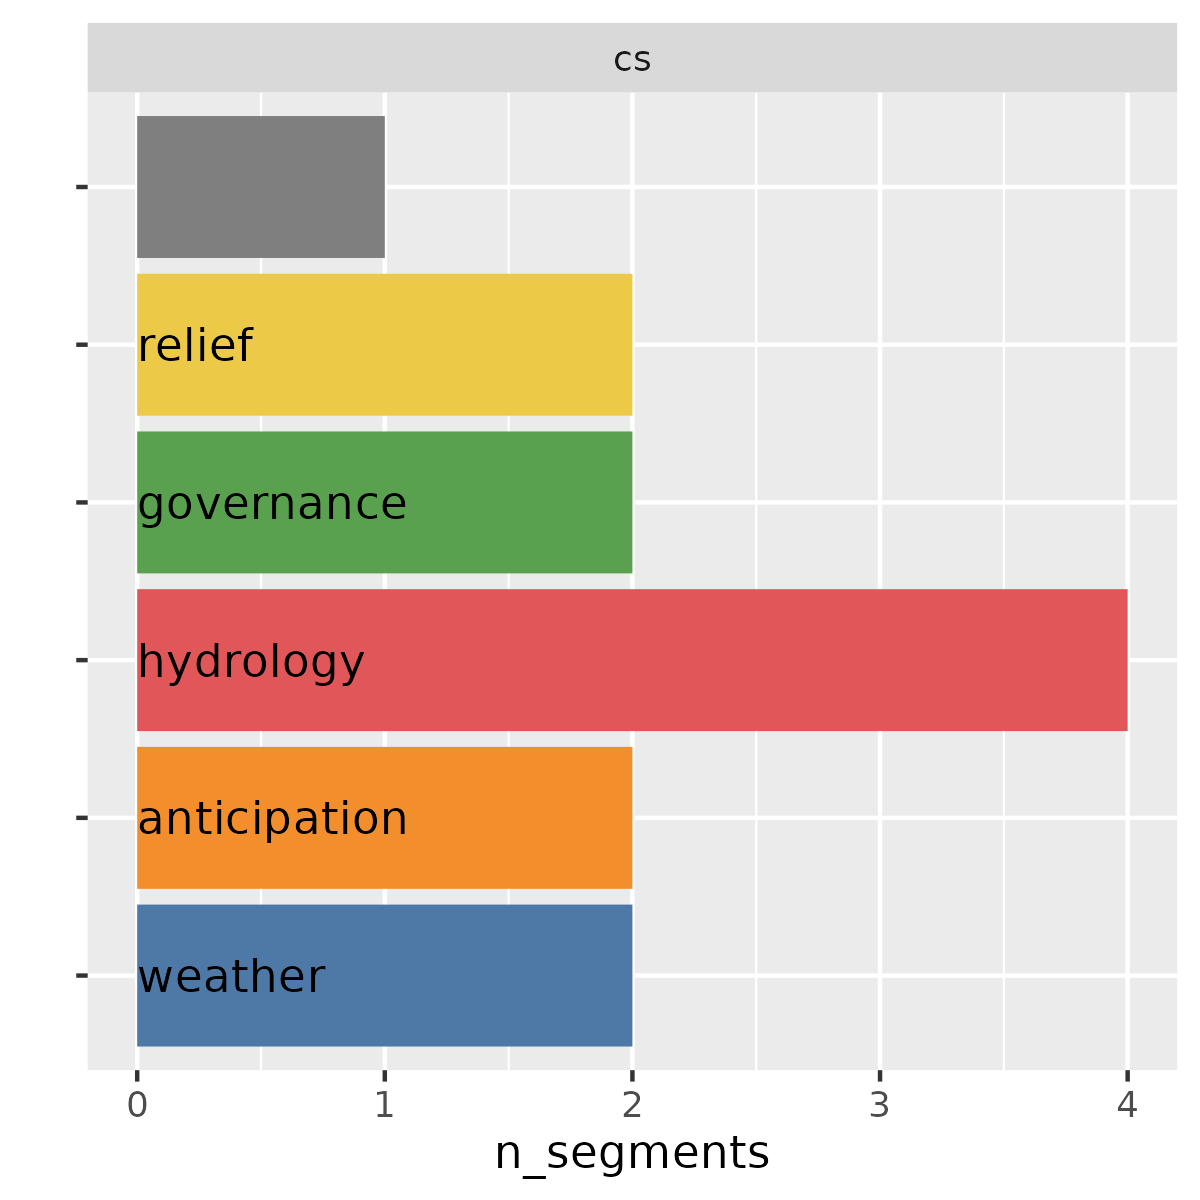 cs
relief
governance
hydrology
anticipation
weather
0 1 2 3 4
n_segments